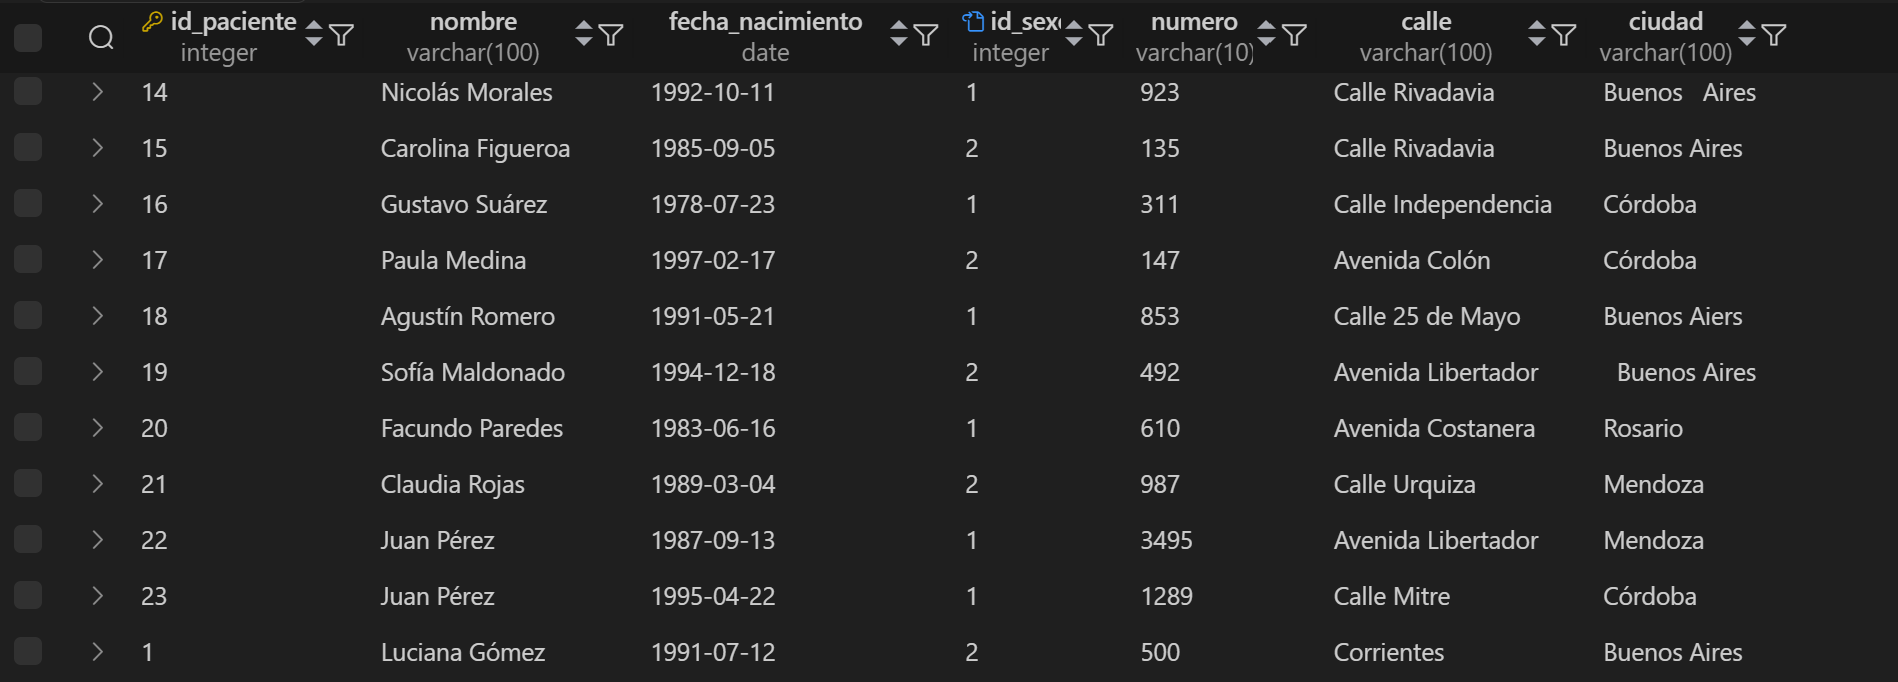 id_paciente nombre fecha_nacimiento id_sex numero calle ciudad
integer varchar(100) date integer varchar(10) varchar(100) varchar(100)
14 Nicolás Morales 1992-10-11 1 923 Calle Rivadavia Buenos   Aires
15 Carolina Figueroa 1985-09-05 2 135 Calle Rivadavia Buenos Aires
16 Gustavo Suárez 1978-07-23 1 311 Calle Independencia Córdoba
17 Paula Medina 1997-02-17 2 147 Avenida Colón Córdoba
18 Agustín Romero 1991-05-21 1 853 Calle 25 de Mayo Buenos Aiers
19 Sofía Maldonado 1994-12-18 2 492 Avenida Libertador   Buenos Aires
20 Facundo Paredes 1983-06-16 1 610 Avenida Costanera Rosario
21 Claudia Rojas 1989-03-04 2 987 Calle Urquiza Mendoza
22 Juan Pérez 1987-09-13 1 3495 Avenida Libertador Mendoza
23 Juan Pérez 1995-04-22 1 1289 Calle Mitre Córdoba
1 Luciana Gómez 1991-07-12 2 500 Corrientes Buenos Aires